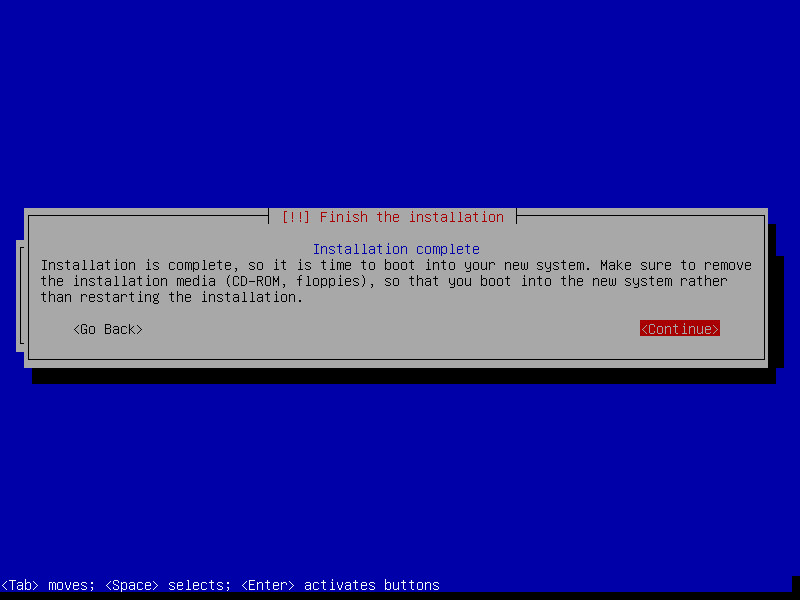 [!!] Finish the installation
Installation complete
Installation is complete, so it is time to boot into your new system. Make sure to remove
the installation media (CD-ROM, floppies), so that you boot into the new system rather
than restarting the installation.
<Go Back> <Continue>
<Tab> moves; <Space> selects; <Enter> activates buttons